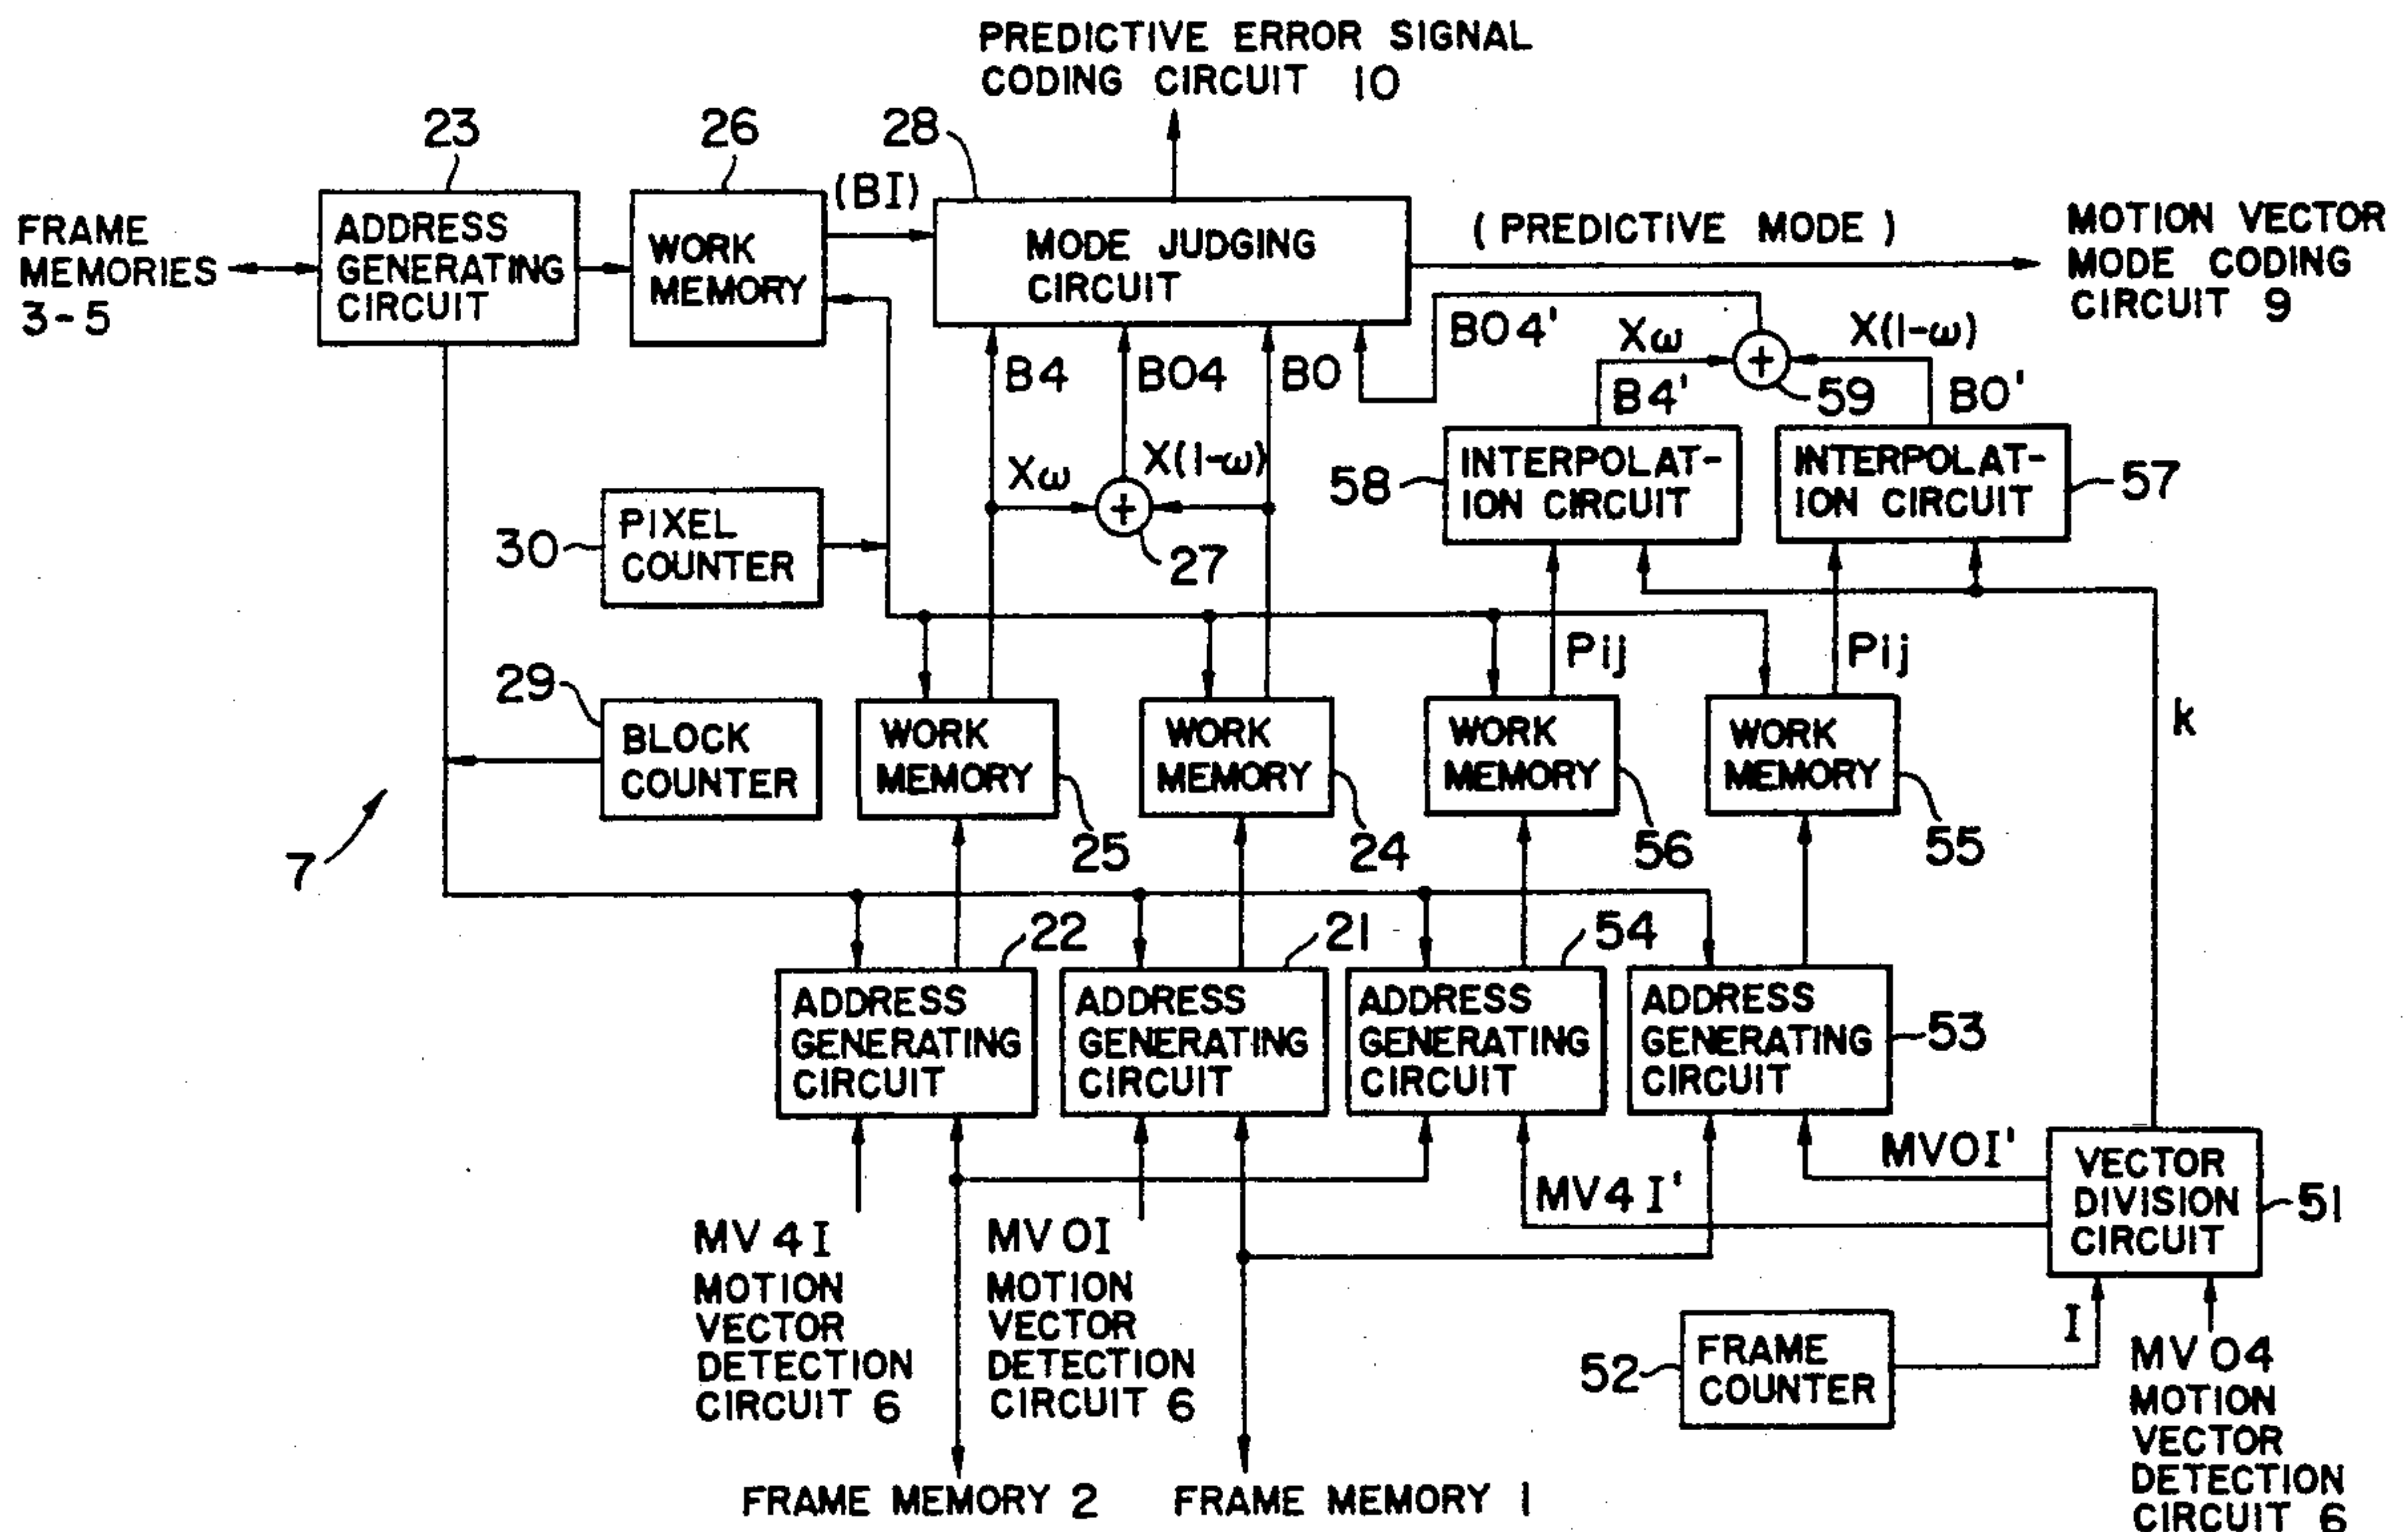 PREDICTIVE ERROR SIGNAL
CODING CIRCUIT 10
23
26
28
(BI)
FRAME
MEMORIES
3-5
ADDRESS
GENERATING
CIRCUIT
WORK
MEMORY
MODE JUDGING
CIRCUIT
(PREDICTIVE MODE)
MOTION VECTOR
MODE CODING
CIRCUIT 9
B4
B04
B0
B04'
Xω
X(1-ω)
B4'
59
B0'
Xω
X(1-ω)
27
58
INTERPOLAT-
ION CIRCUIT
INTERPOLAT-
ION CIRCUIT
57
30
PIXEL
COUNTER
Pij
Pij
k
29
BLOCK
COUNTER
WORK
MEMORY
25
WORK
MEMORY
24
WORK
MEMORY
56
WORK
MEMORY
55
7
22
21
54
ADDRESS
GENERATING
CIRCUIT
ADDRESS
GENERATING
CIRCUIT
ADDRESS
GENERATING
CIRCUIT
ADDRESS
GENERATING
CIRCUIT
53
MV0I'
MV4I'
VECTOR
DIVISION
CIRCUIT
51
MV4I
MOTION
VECTOR
DETECTION
CIRCUIT 6
MV0I
MOTION
VECTOR
DETECTION
CIRCUIT 6
52
FRAME
COUNTER
I
MV04
MOTION
VECTOR
DETECTION
CIRCUIT 6
FRAME MEMORY 2
FRAME MEMORY 1